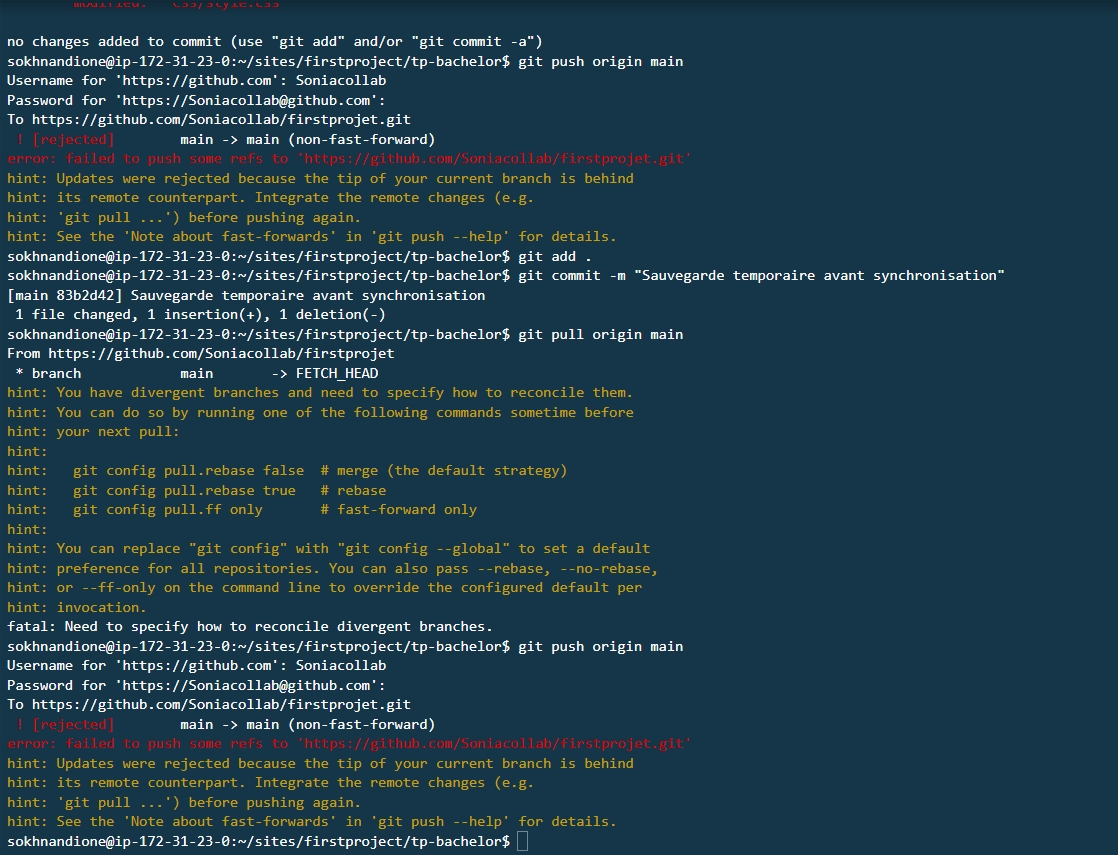 modified: css/style.css
no changes added to commit (use "git add" and/or "git commit -a")
sokhnandione@ip-172-31-23-0:~/sites/firstproject/tp-bachelor$ git push origin main
Username for 'https://github.com': Soniacollab
Password for 'https://Soniacollab@github.com':
To https://github.com/Soniacollab/firstprojet.git
! [rejected] main -> main (non-fast-forward)
error: failed to push some refs to 'https://github.com/Soniacollab/firstprojet.git'
hint: Updates were rejected because the tip of your current branch is behind
hint: its remote counterpart. Integrate the remote changes (e.g.
hint: 'git pull ...') before pushing again.
hint: See the 'Note about fast-forwards' in 'git push --help' for details.
sokhnandione@ip-172-31-23-0:~/sites/firstproject/tp-bachelor$ git add .
sokhnandione@ip-172-31-23-0:~/sites/firstproject/tp-bachelor$ git commit -m "Sauvegarde temporaire avant synchronisation"
[main 83b2d42] Sauvegarde temporaire avant synchronisation
1 file changed, 1 insertion(+), 1 deletion(-)
sokhnandione@ip-172-31-23-0:~/sites/firstproject/tp-bachelor$ git pull origin main
From https://github.com/Soniacollab/firstprojet
* branch main -> FETCH_HEAD
hint: You have divergent branches and need to specify how to reconcile them.
hint: You can do so by running one of the following commands sometime before
hint: your next pull:
hint:
hint: git config pull.rebase false # merge (the default strategy)
hint: git config pull.rebase true # rebase
hint: git config pull.ff only # fast-forward only
hint:
hint: You can replace "git config" with "git config --global" to set a default
hint: preference for all repositories. You can also pass --rebase, --no-rebase,
hint: or --ff-only on the command line to override the configured default per
hint: invocation.
fatal: Need to specify how to reconcile divergent branches.
sokhnandione@ip-172-31-23-0:~/sites/firstproject/tp-bachelor$ git push origin main
Username for 'https://github.com': Soniacollab
Password for 'https://Soniacollab@github.com':
To https://github.com/Soniacollab/firstprojet.git
! [rejected] main -> main (non-fast-forward)
error: failed to push some refs to 'https://github.com/Soniacollab/firstprojet.git'
hint: Updates were rejected because the tip of your current branch is behind
hint: its remote counterpart. Integrate the remote changes (e.g.
hint: 'git pull ...') before pushing again.
hint: See the 'Note about fast-forwards' in 'git push --help' for details.
sokhnandione@ip-172-31-23-0:~/sites/firstproject/tp-bachelor$